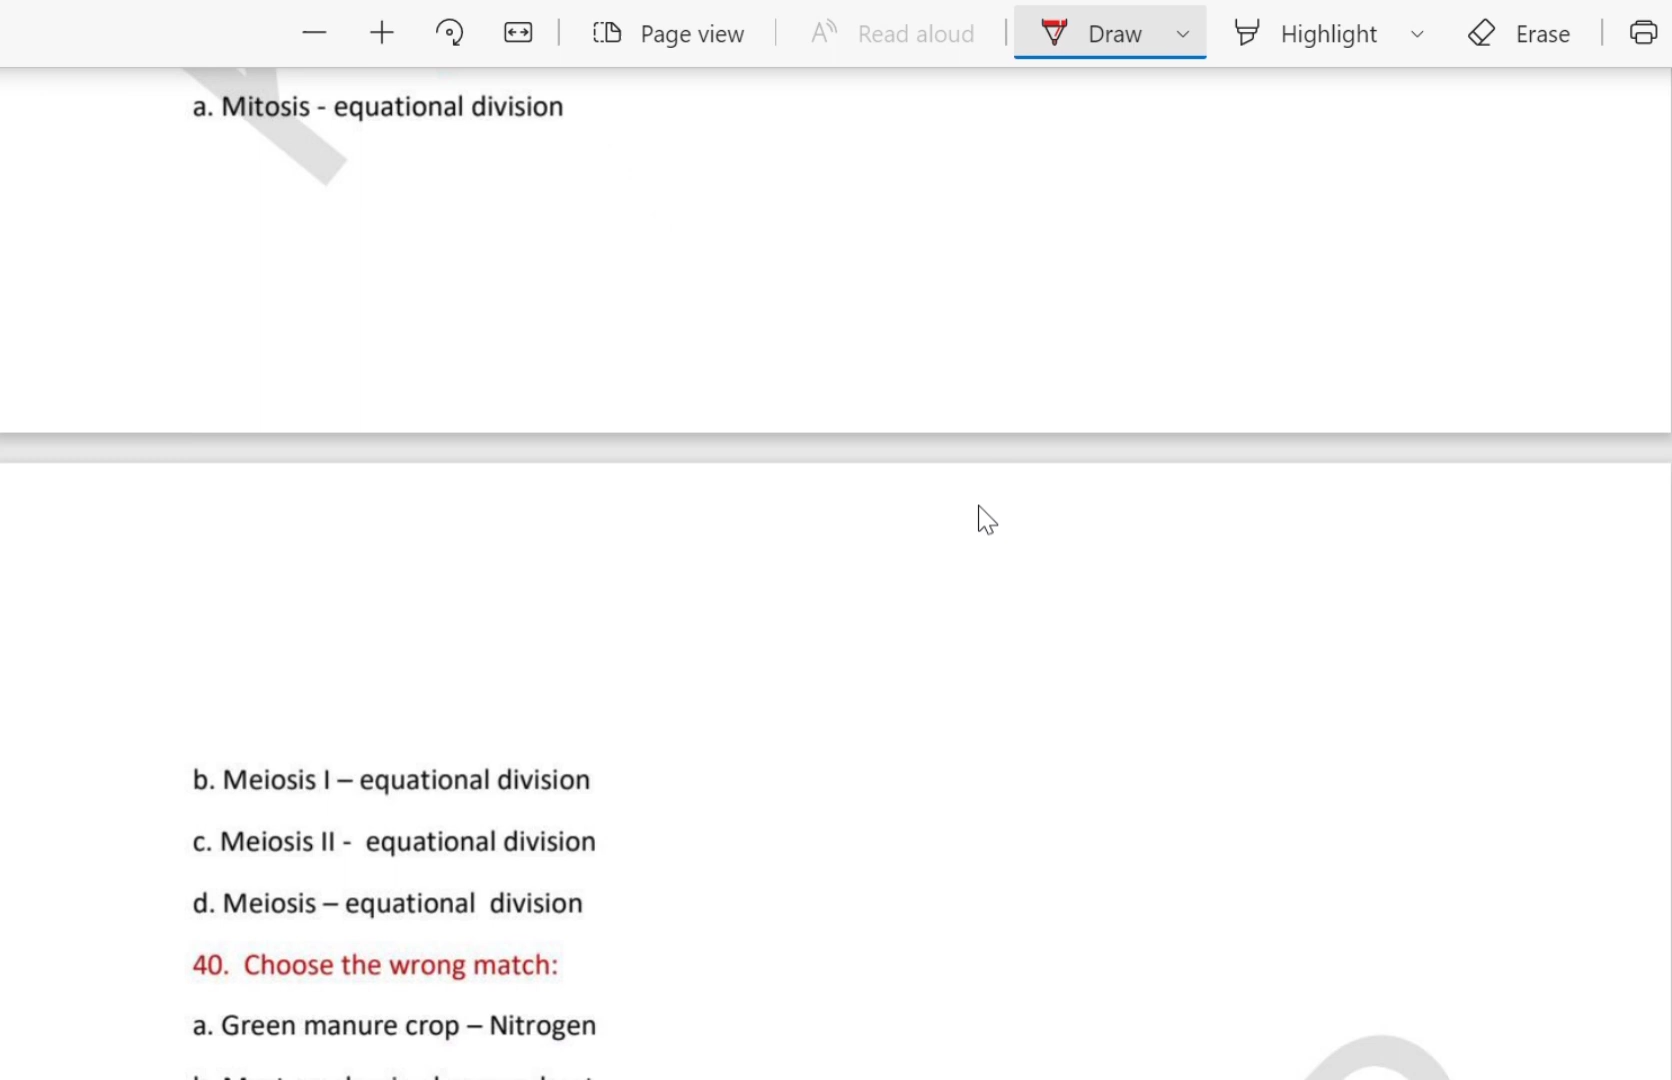 Page view
Read aloud
Draw
Highlight
Erase
a. Mitosis - equational division
b. Meiosis I – equational division
c. Meiosis II - equational division
d. Meiosis – equational division
40. Choose the wrong match:
a. Green manure crop – Nitrogen